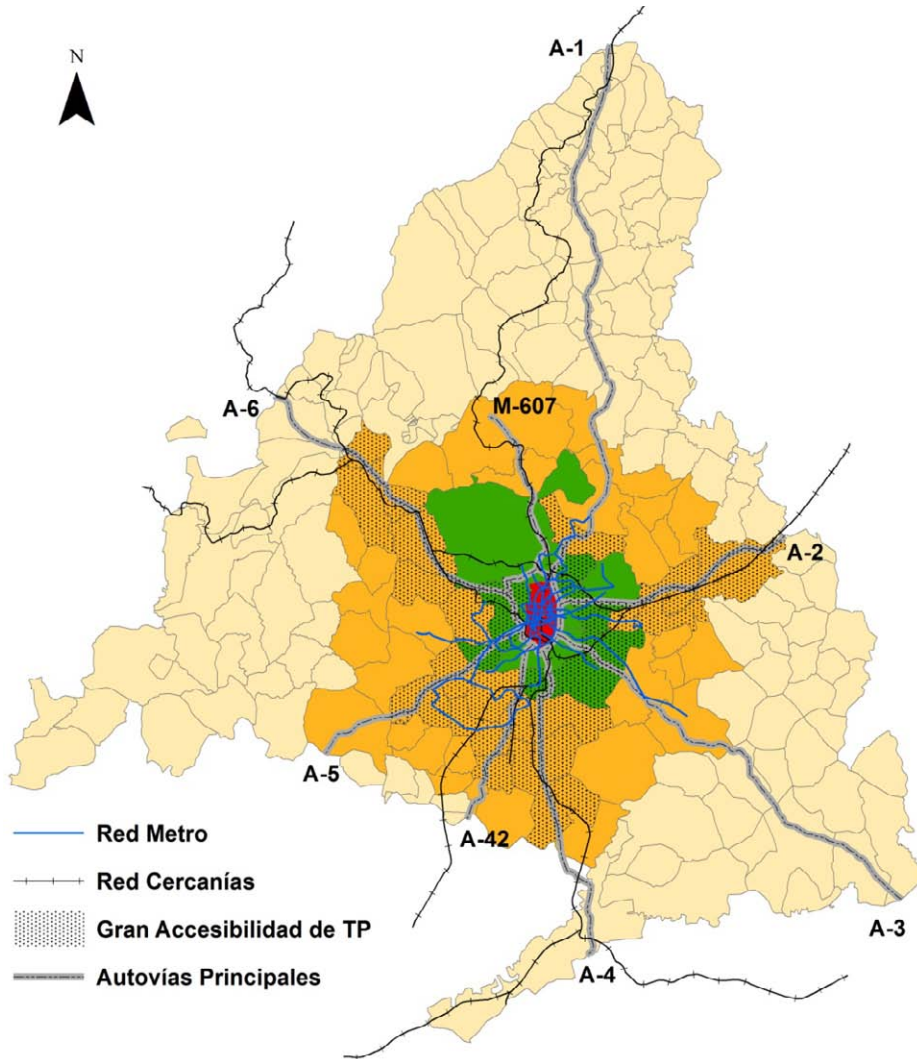 A-1
N
A-6
M-607
A-2
A-5
A-42
A-3
A-4
Red Metro
Red Cercanías
Gran Accesibilidad de TP
Autovías Principales